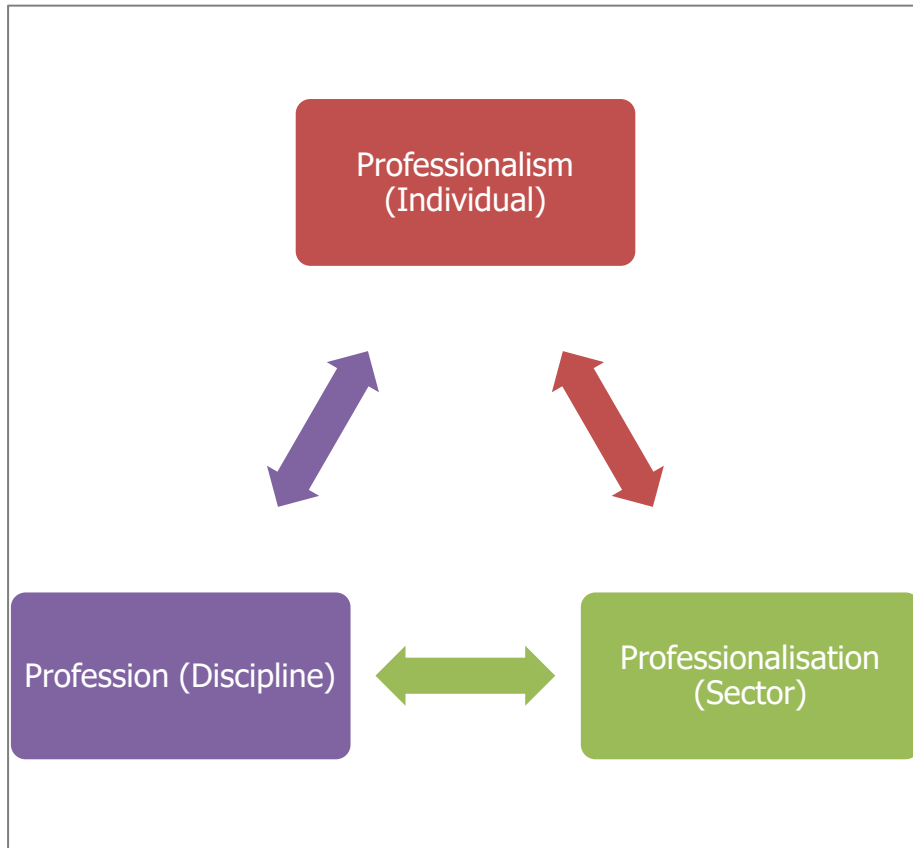 Professionalism
(Individual)
Profession (Discipline)
Professionalisation
(Sector)